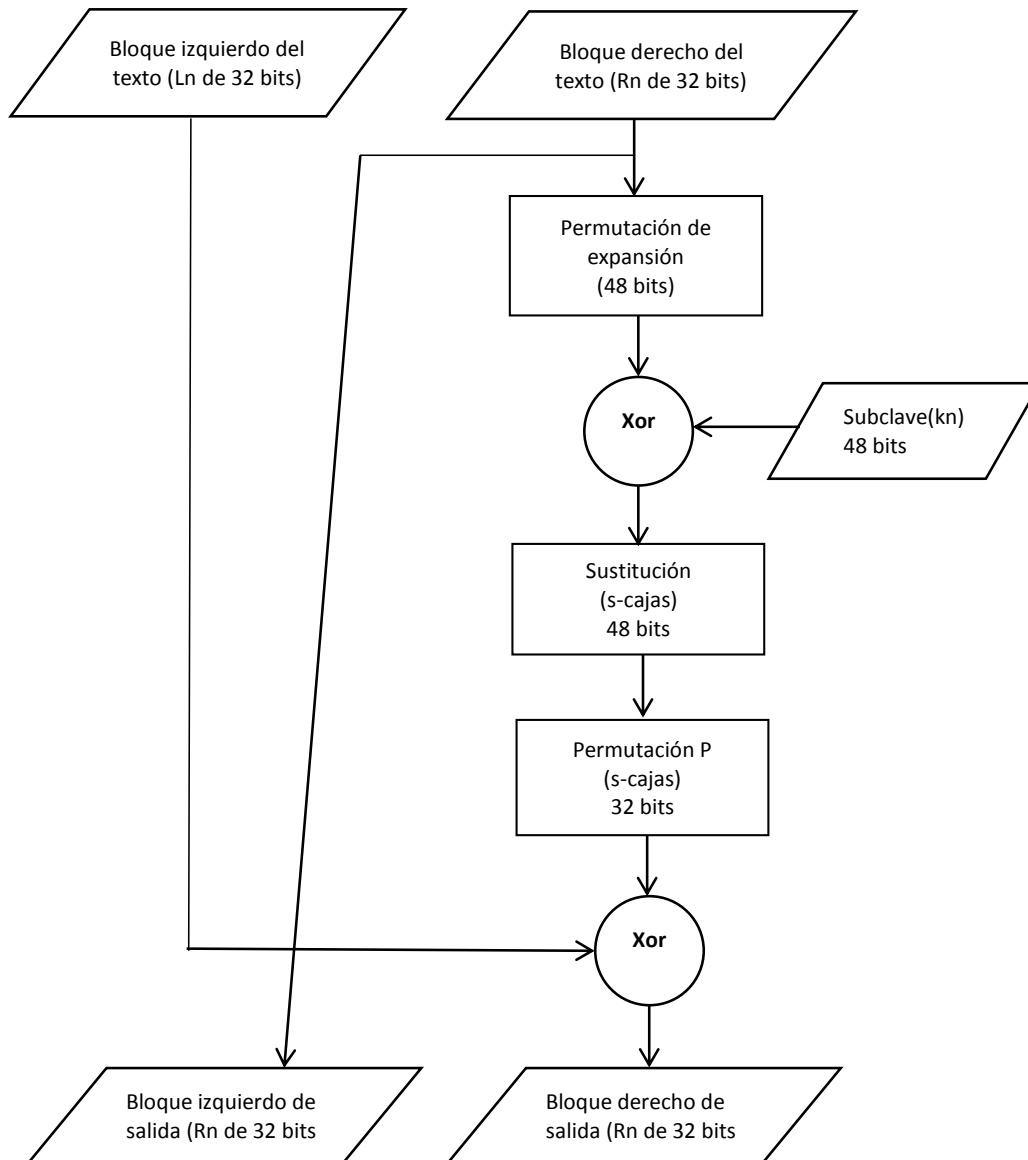 Bloque izquierdo del
texto (Ln de 32 bits)
Bloque derecho del
texto (Rn de 32 bits)
Permutación de
expansión
(48 bits)
Xor
Subclave(kn)
48 bits
Sustitución
(s-cajas)
48 bits
Permutación P
(s-cajas)
32 bits
Xor
Bloque izquierdo de
salida (Rn de 32 bits
Bloque derecho de
salida (Rn de 32 bits